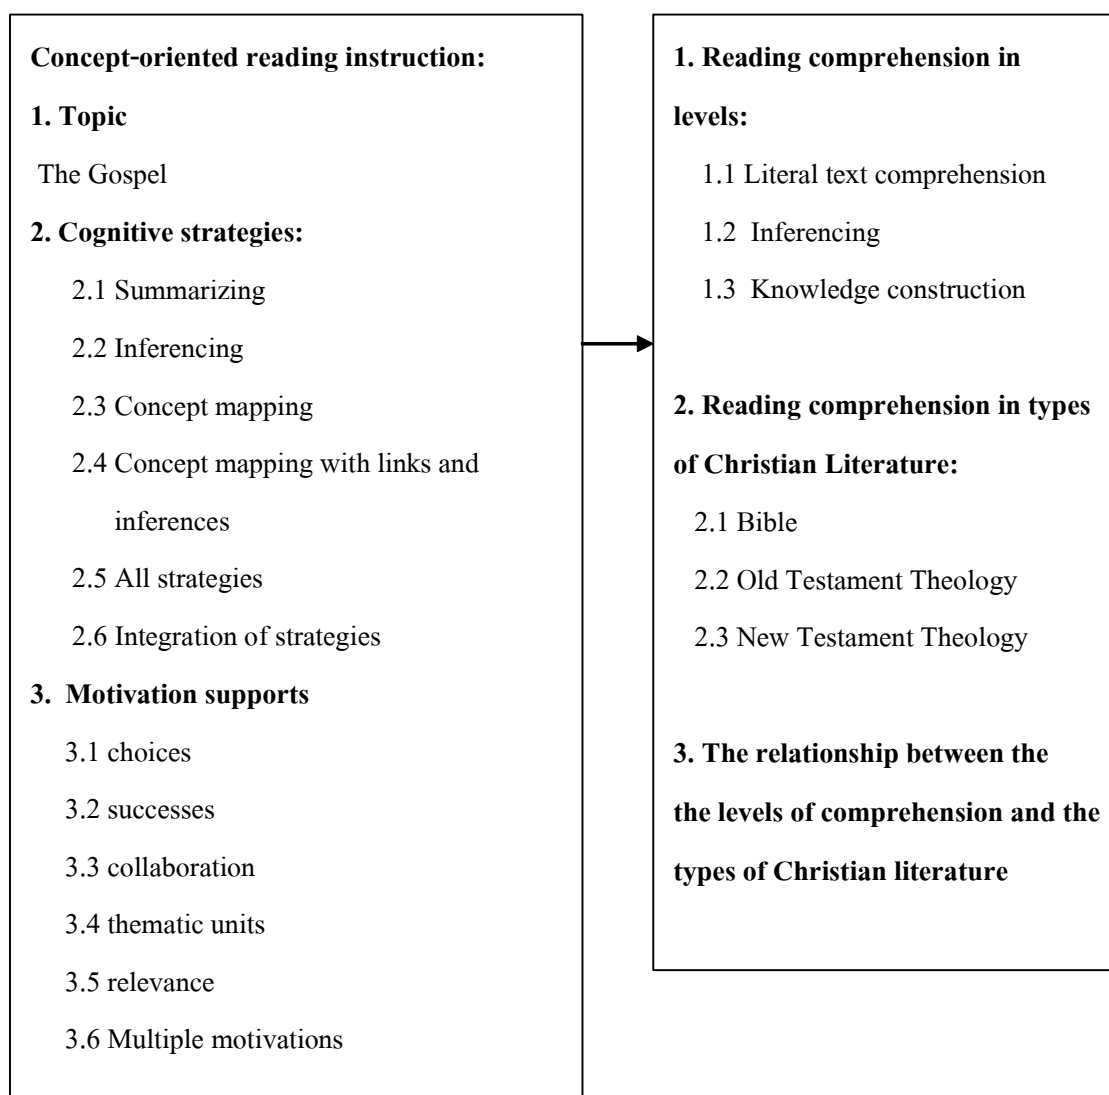 Concept-oriented reading instruction:
1. Topic
The Gospel
2. Cognitive strategies:
2.1 Summarizing
2.2 Inferencing
2.3 Concept mapping
2.4 Concept mapping with links and
inferences
2.5 All strategies
2.6 Integration of strategies
3. Motivation supports
3.1 choices
3.2 successes
3.3 collaboration
3.4 thematic units
3.5 relevance
3.6 Multiple motivations
1. Reading comprehension in
levels:
1.1 Literal text comprehension
1.2 Inferencing
1.3 Knowledge construction
2. Reading comprehension in types
of Christian Literature:
2.1 Bible
2.2 Old Testament Theology
2.3 New Testament Theology
3. The relationship between the
the levels of comprehension and the
types of Christian literature